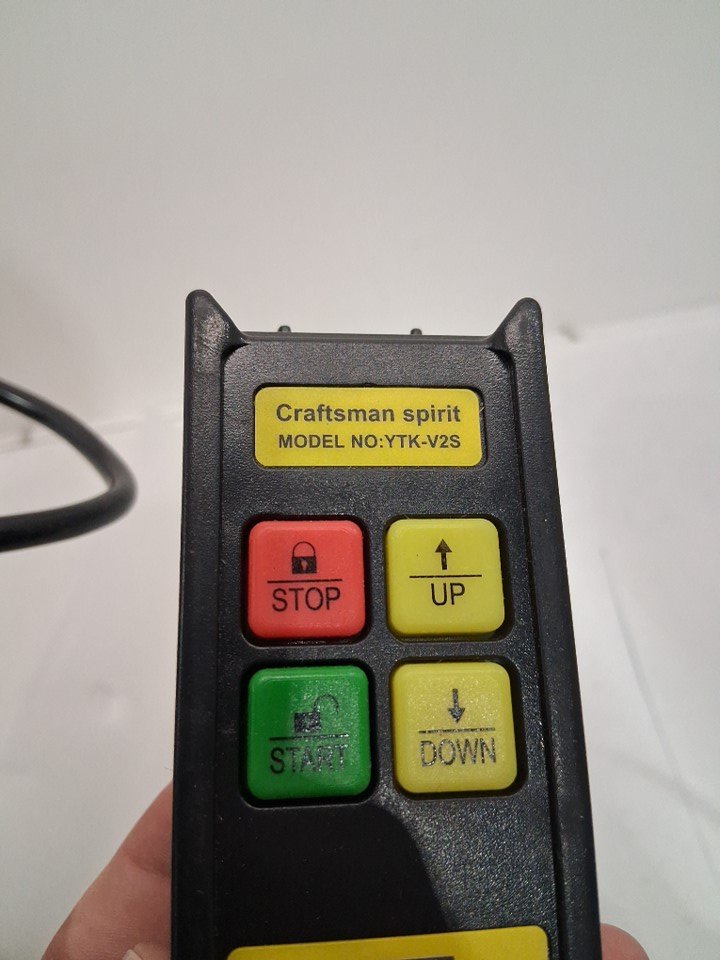 Craftsman spirit
MODEL NO:YTK-V2S
STOP
UP
START
DOWN